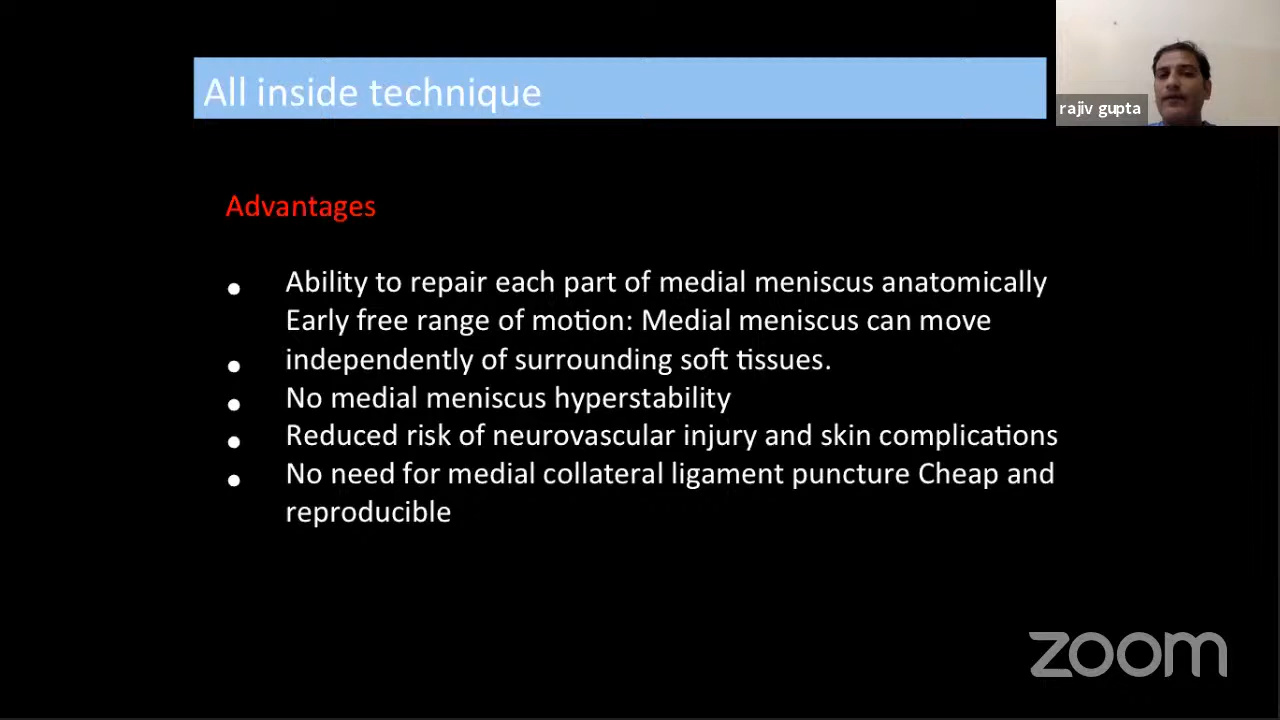 All inside technique
rajiv gupta
Advantages
• Ability to repair each part of medial meniscus anatomically
Early free range of motion: Medial meniscus can move
• independently of surrounding soft tissues.
• No medial meniscus hyperstability
• Reduced risk of neurovascular injury and skin complications
• No need for medial collateral ligament puncture Cheap and
reproducible
zoom